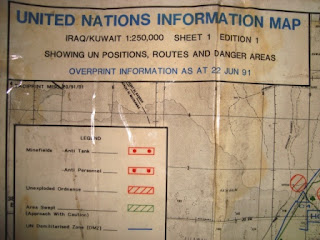 UNITED NATIONS INFORMATION MAP
IRAQ/KUWAIT 1:250,000 SHEET 1 EDITION 1
SHOWING UN POSITIONS, ROUTES AND DANGER AREAS
OVERPRINT INFORMATION AS AT 22 JUN 91
LEGEND
Minefields -Anti Tank
-Anti Personnel
Unexploded Ordnance
Area Swept
(Approach With Caution)
UN Demilitarised Zone (DMZ)